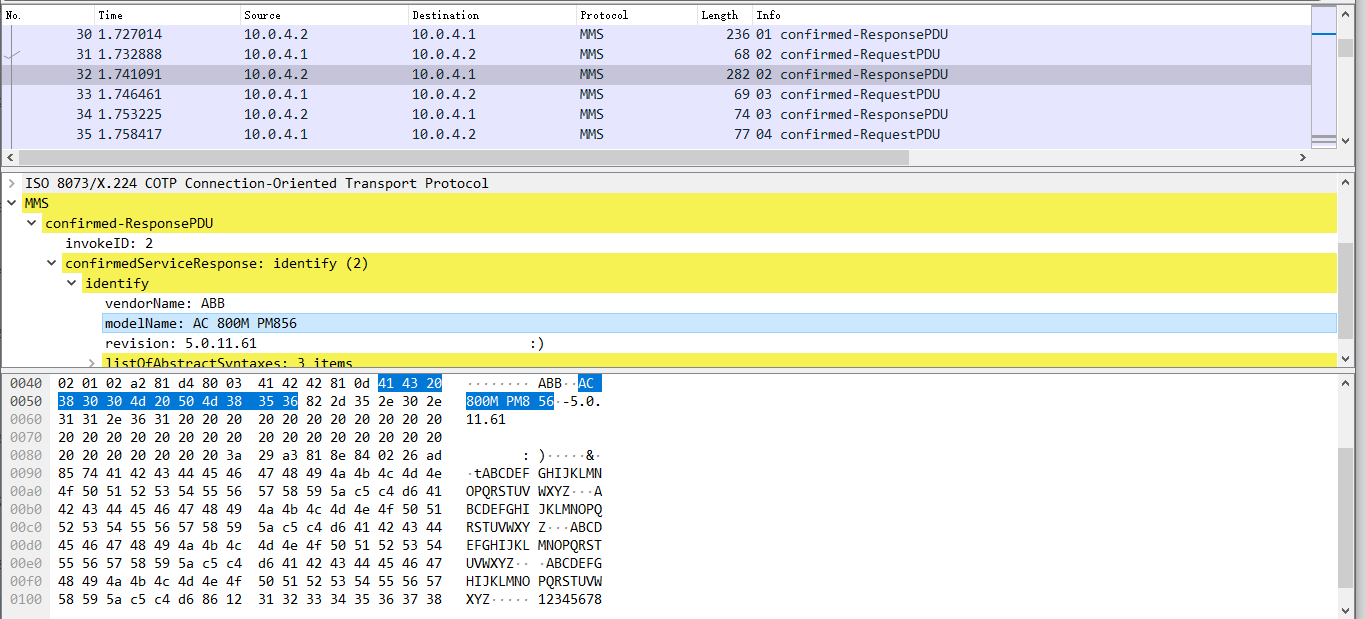 No. Time Source Destination Protocol Length Info
30 1.727014 10.0.4.2 10.0.4.1 MMS 236 01 confirmed-ResponsePDU
31 1.732888 10.0.4.1 10.0.4.2 MMS 68 02 confirmed-RequestPDU
32 1.741091 10.0.4.2 10.0.4.1 MMS 282 02 confirmed-ResponsePDU
33 1.746461 10.0.4.1 10.0.4.2 MMS 69 03 confirmed-RequestPDU
34 1.753225 10.0.4.2 10.0.4.1 MMS 74 03 confirmed-ResponsePDU
35 1.758417 10.0.4.1 10.0.4.2 MMS 77 04 confirmed-RequestPDU
ISO 8073/X.224 COTP Connection-Oriented Transport Protocol
MMS
confirmed-ResponsePDU
invokeID: 2
confirmedServiceResponse: identify (2)
identify
vendorName: ABB
modelName: AC 800M PM856
revision: 5.0.11.61 :)
listOfAbstractSyntaxes: 3 items
0040 02 01 02 a2 81 d4 80 03 41 42 42 81 0d 41 43 20 ········ ABB··AC
0050 38 30 30 4d 20 50 4d 38 35 36 82 2d 35 2e 30 2e 800M PM8 56·-5.0.
0060 31 31 2e 36 31 20 20 20 20 20 20 20 20 20 20 20 11.61
0070 20 20 20 20 20 20 20 20 20 20 20 20 20 20 20 20
0080 20 20 20 20 20 20 20 3a 29 a3 81 8e 84 02 26 ad : )·····&·
0090 85 74 41 42 43 44 45 46 47 48 49 4a 4b 4c 4d 4e ·tABCDEF GHIJKLMN
00a0 4f 50 51 52 53 54 55 56 57 58 59 5a c5 c4 d6 41 OPQRSTUV WXYZ···A
00b0 42 43 44 45 46 47 48 49 4a 4b 4c 4d 4e 4f 50 51 BCDEFGHI JKLMNOPQ
00c0 52 53 54 55 56 57 58 59 5a c5 c4 d6 41 42 43 44 RSTUVWXY Z···ABCD
00d0 45 46 47 48 49 4a 4b 4c 4d 4e 4f 50 51 52 53 54 EFGHIJKL MNOPQRST
00e0 55 56 57 58 59 5a c5 c4 d6 41 42 43 44 45 46 47 UVWXYZ·· ·ABCDEFG
00f0 48 49 4a 4b 4c 4d 4e 4f 50 51 52 53 54 55 56 57 HIJKLMNO PQRSTUVW
0100 58 59 5a c5 c4 d6 86 12 31 32 33 34 35 36 37 38 XYZ····· 12345678